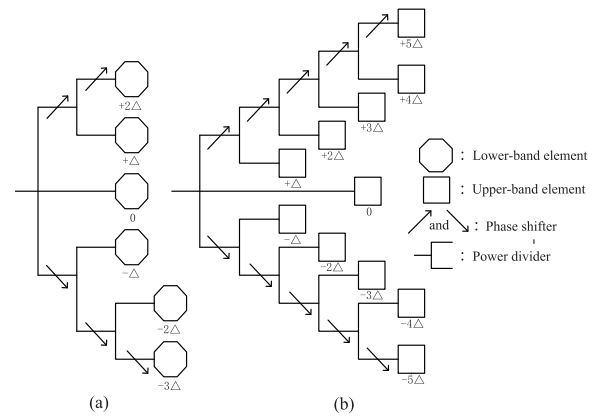 +5△
+2△
+4△
+3△
+△
+2△
+△
0
0
-△
-△
-2△
-3△
-2△
-4△
-3△
-5△
(a)
(b)
: Lower-band element
: Upper-band element
and : Phase shifter
: Power divider